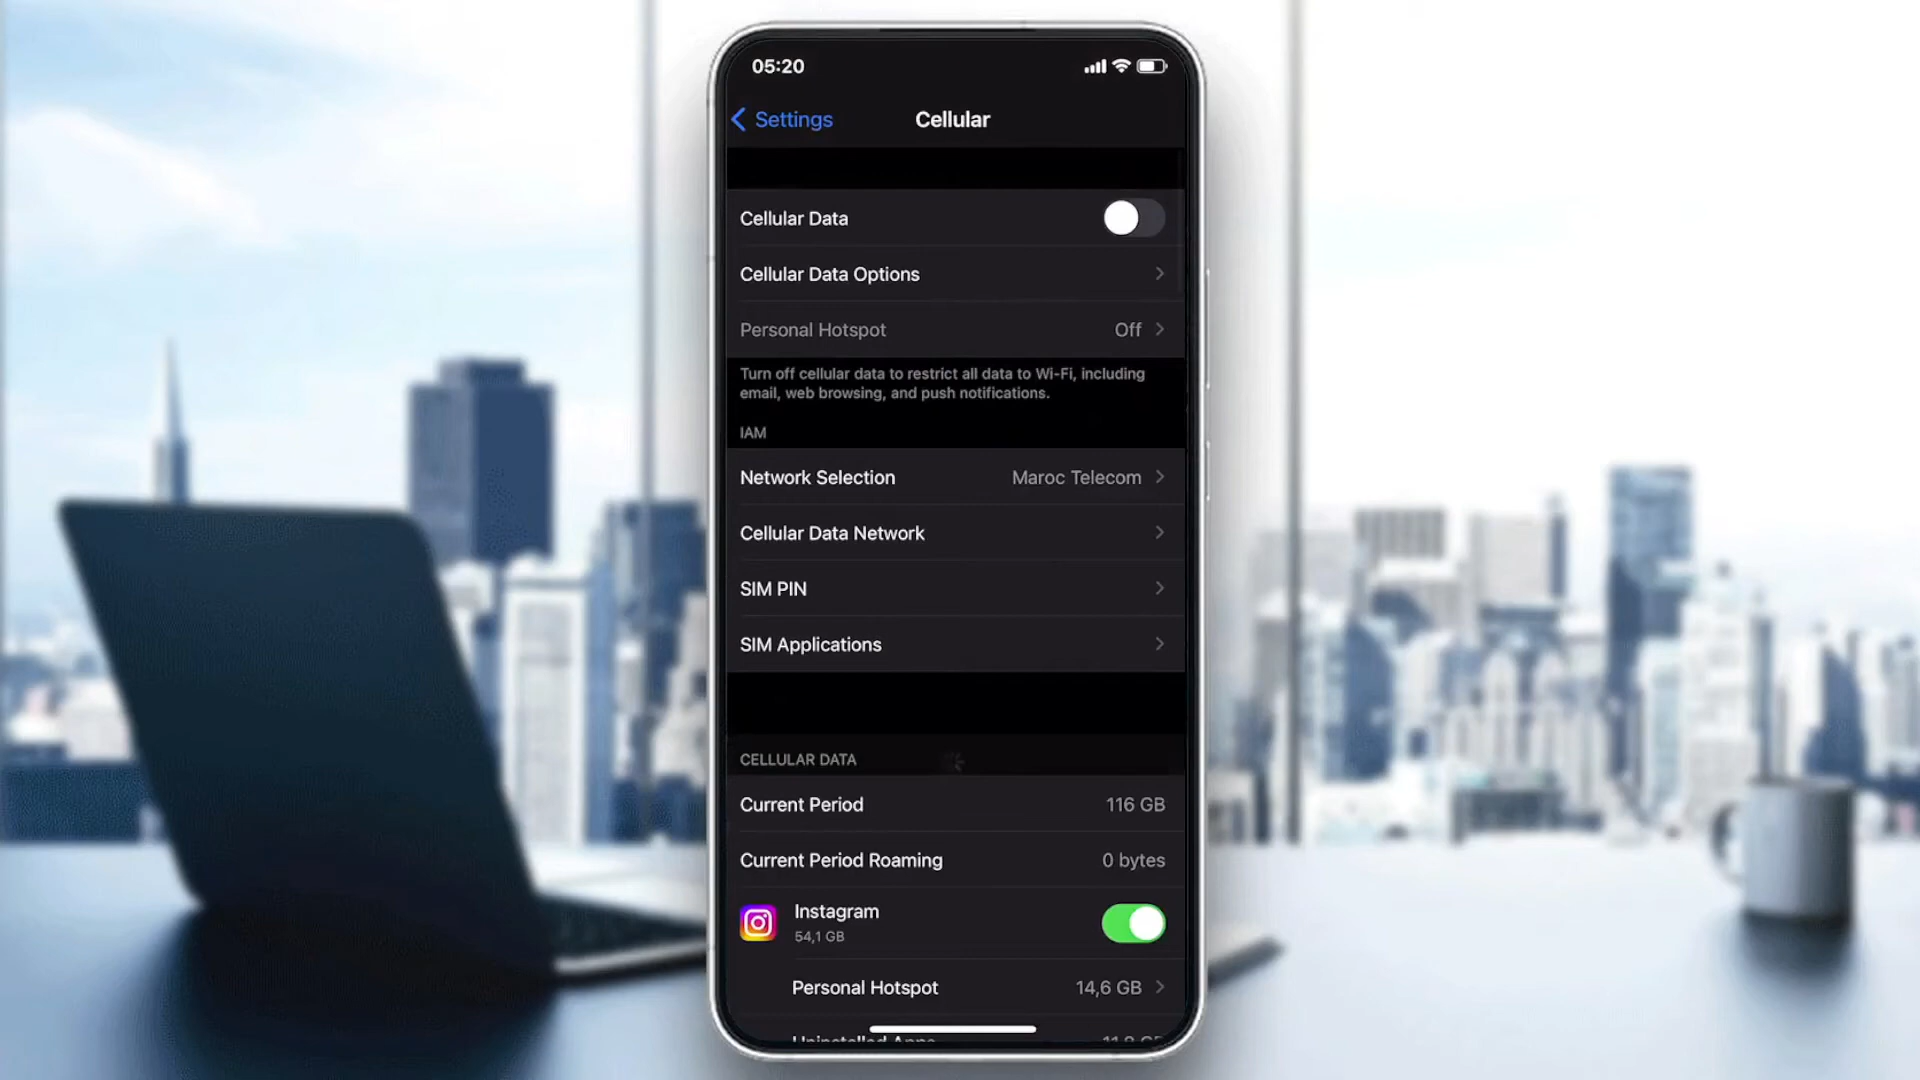 05:20
Settings
Cellular
Cellular Data
Cellular Data Options
Personal Hotspot Off
Turn off cellular data to restrict all data to Wi-Fi, including
email, web browsing, and push notifications.
IAM
Network Selection Maroc Telecom
Cellular Data Network
SIM PIN
SIM Applications
CELLULAR DATA
Current Period 116 GB
Current Period Roaming 0 bytes
Instagram
54,1 GB
Personal Hotspot 14,6 GB
Uninstalled Apps